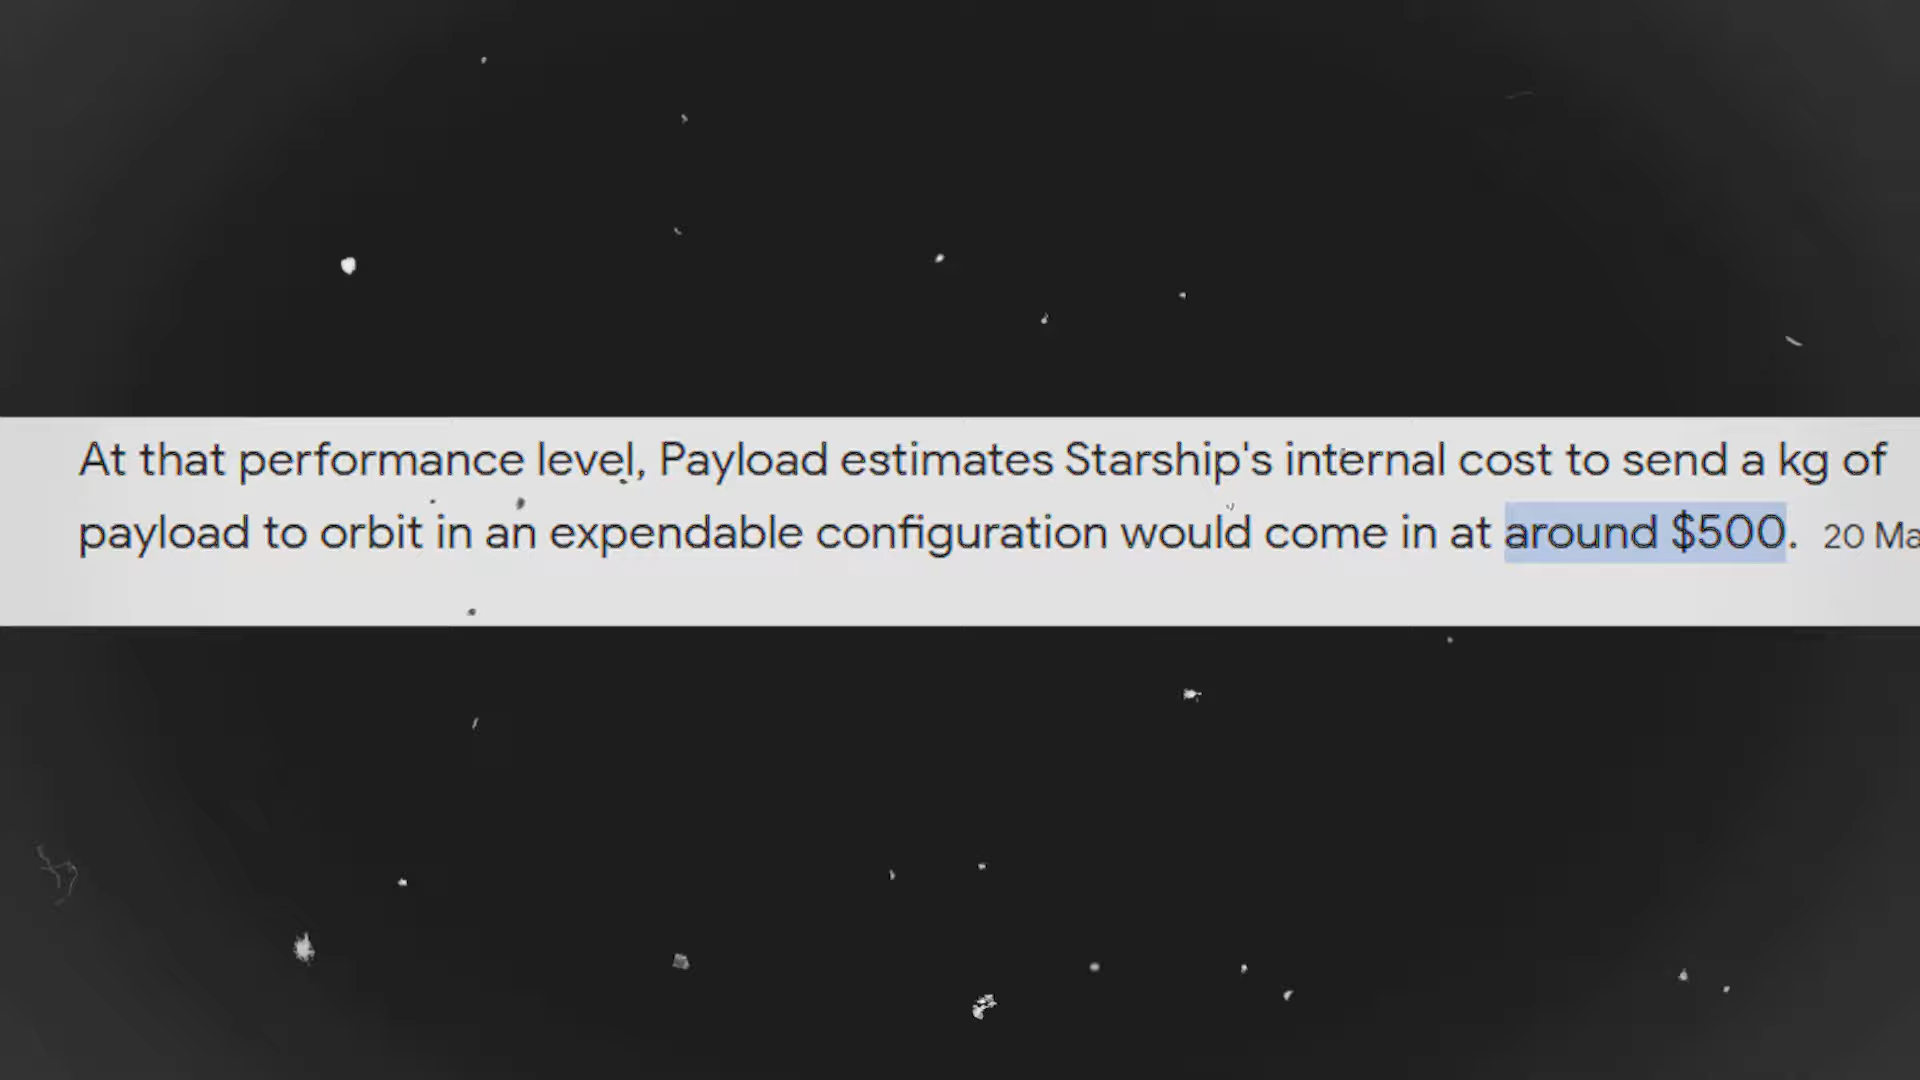 At that performance level, Payload estimates Starship's internal cost to send a kg of
payload to orbit in an expendable configuration would come in at around $500. 20 Ma